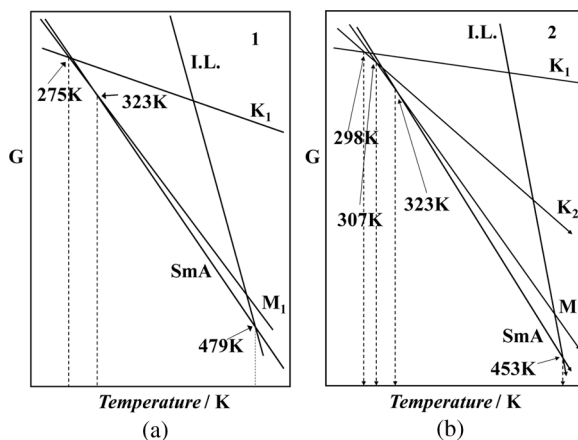 1
I.L.
275K
323K
K1
G
SmA
M1
479K
Temperature / K
(a)
2
I.L.
K1
298K
323K
307K
K2
G
M
SmA
453K
Temperature / K
(b)